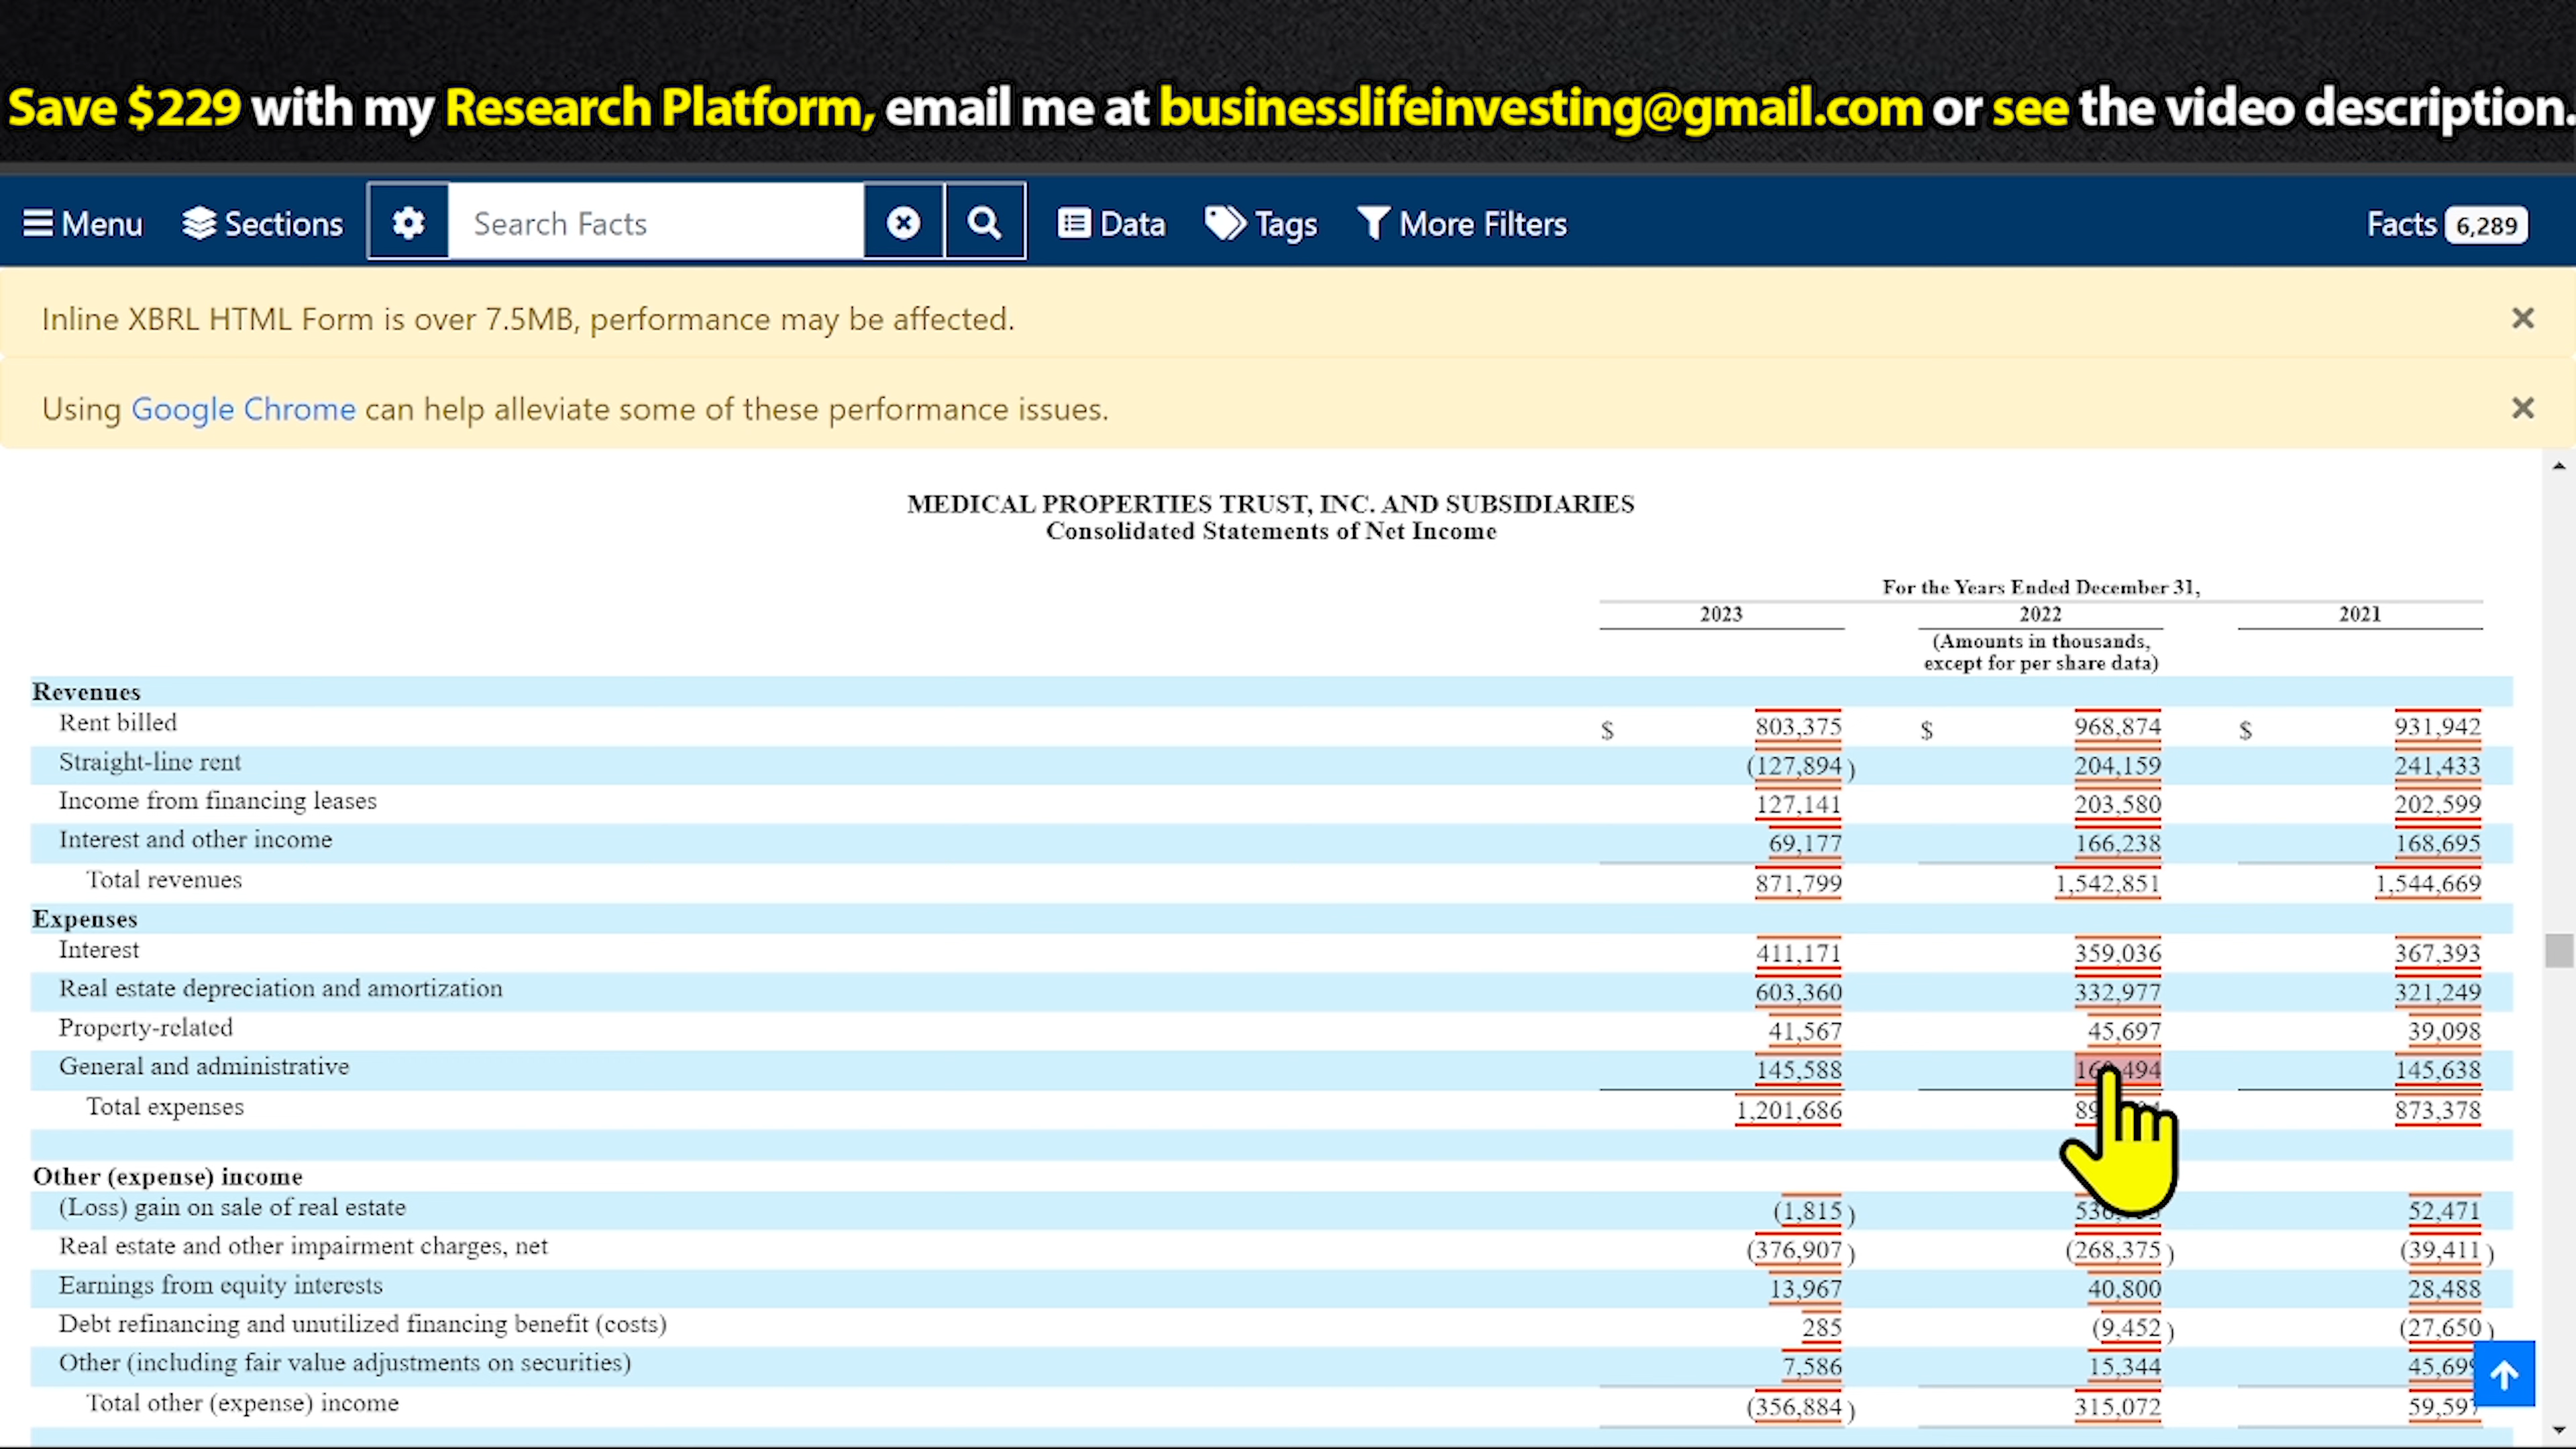 Save $229 with my Research Platform, email me at businesslifeinvesting@gmail.com or see the video description.
Menu Sections Search Facts Data Tags More Filters Facts 6,289
Inline XBRL HTML Form is over 7.5MB, performance may be affected.
Using Google Chrome can help alleviate some of these performance issues.
MEDICAL PROPERTIES TRUST, INC. AND SUBSIDIARIES
Consolidated Statements of Net Income
For the Years Ended December 31,
2023 2022 2021
(Amounts in thousands,
except for per share data)
Revenues
Rent billed $ 803,375 $ 968,874 $ 931,942
Straight-line rent (127,894) 204,159 241,433
Income from financing leases 127,141 203,580 202,599
Interest and other income 69,177 166,238 168,695
Total revenues 871,799 1,542,851 1,544,669
Expenses
Interest 411,171 359,036 367,393
Real estate depreciation and amortization 603,360 332,977 321,249
Property-related 41,567 45,697 39,098
General and administrative 145,588 145,638
Total expenses 1,201,686 873,378
Other (expense) income
(Loss) gain on sale of real estate (1,815) 52,471
Real estate and other impairment charges, net (376,907) (268,375) (39,411)
Earnings from equity interests 13,967 40,800 28,488
Debt refinancing and unutilized financing benefit (costs) 285 (9,452) (27,650)
Other (including fair value adjustments on securities) 7,586 15,344
Total other (expense) income (356,884) 315,072